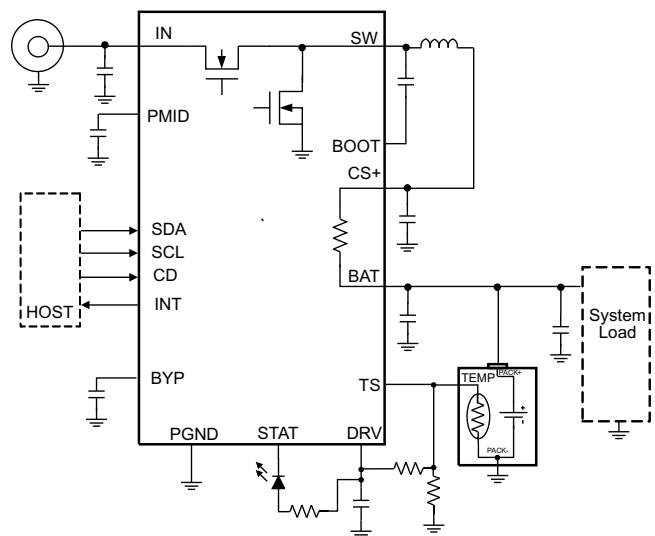 IN
SW
PMID
BOOT
CS+
SDA
SCL
CD
INT
HOST
BAT
System
Load
BYP
TS
TEMP
PACK+
+
-
PACK-
PGND
STAT
DRV